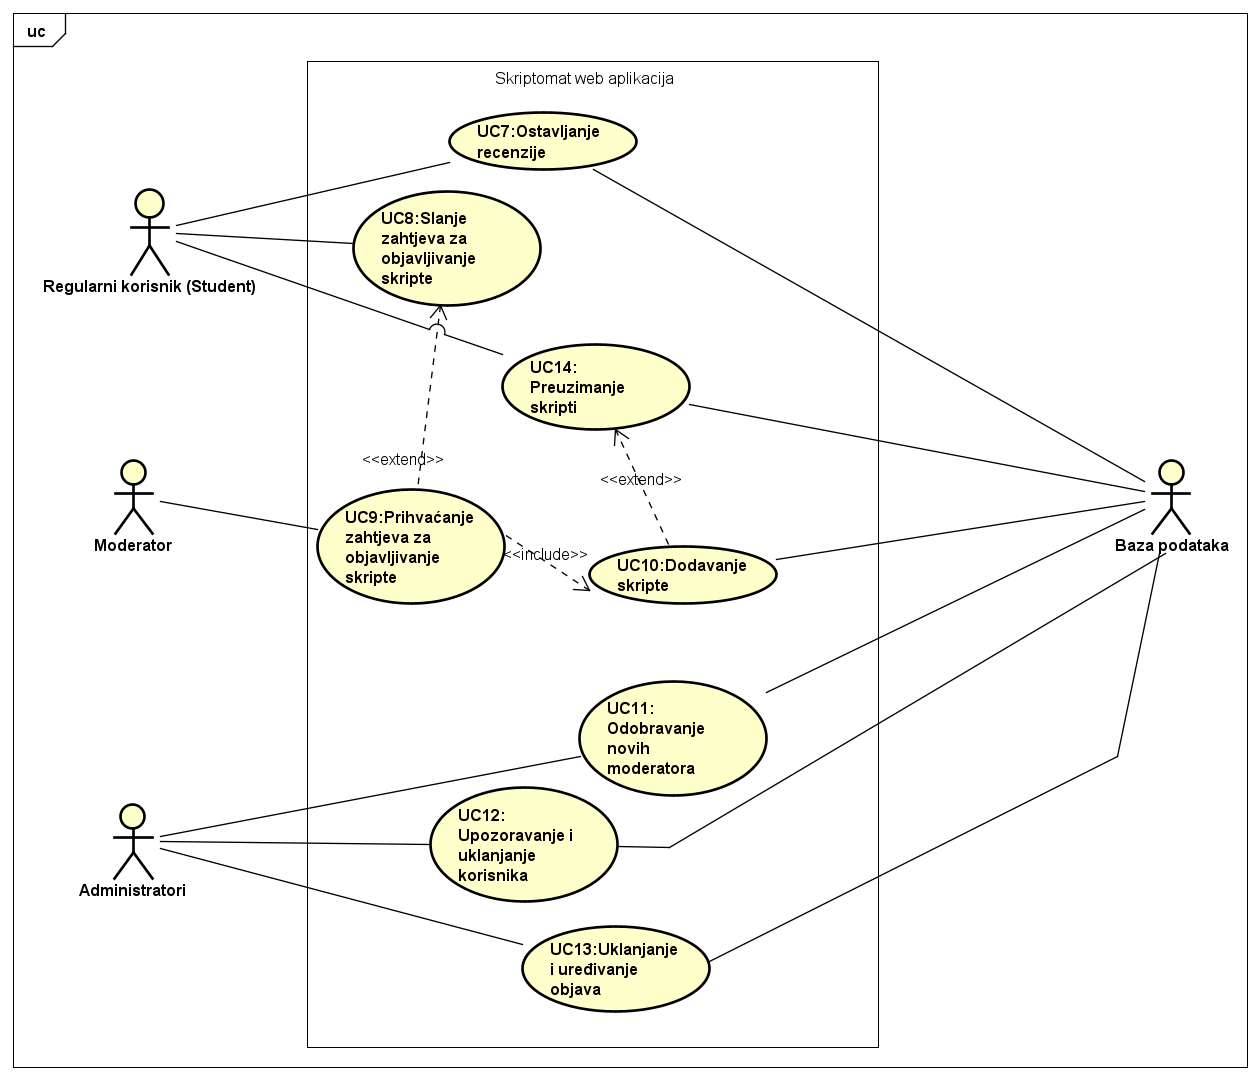 uc
Skriptomat web aplikacija
UC7:Ostavljanje
recenzije
UC8:Slanje
zahtjeva za
objavljivanje
skripte
Regularni korisnik (Student)
UC14:
Preuzimanje
skripti
<<extend>>
<<extend>>
Moderator
UC9:Prihvaćanje
zahtjeva za
objavljivanje
skripte
<<include>>
UC10:Dodavanje
skripte
Baza podataka
UC11:
Odobravanje
novih
moderatora
UC12:
Upozoravanje i
uklanjanje
korisnika
Administratori
UC13:Uklanjanje
i uređivanje
objava